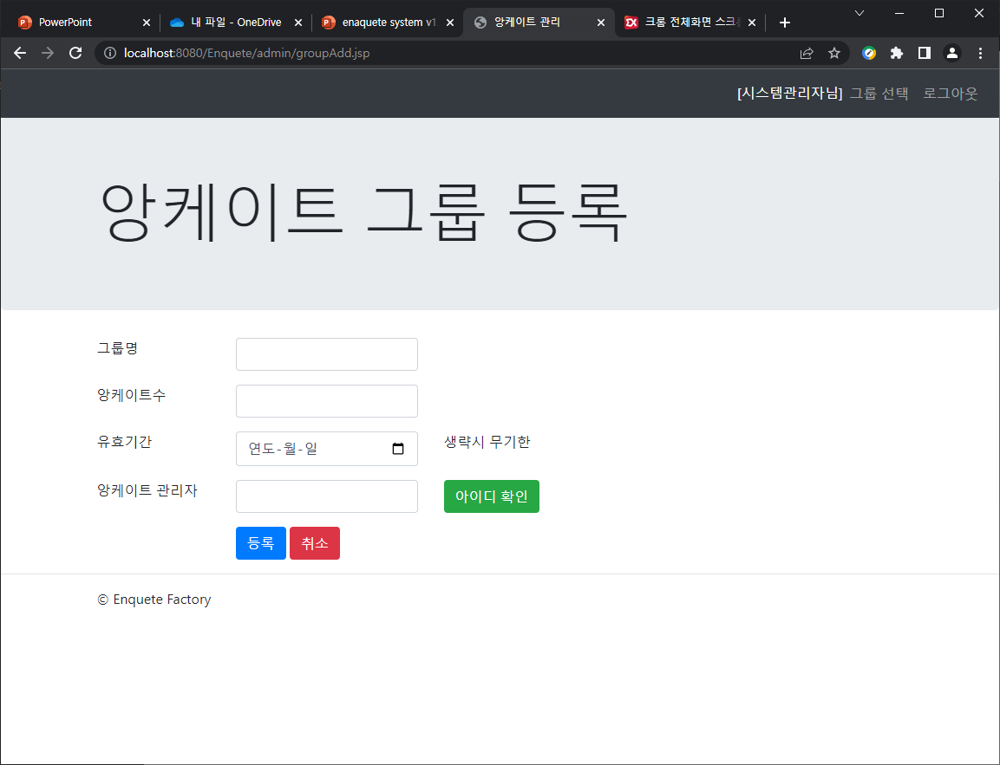 PowerPoint
내 파일 - OneDrive
enaquete system v1.
앙케이트 관리
크롬 전체화면 스크
localhost:8080/Enquete/admin/groupAdd.jsp
[시스템관리자님] 그룹 선택 로그아웃
앙케이트 그룹 등록
그룹명
앙케이트수
유효기간 연도-월-일 생략시 무기한
앙케이트 관리자 아이디 확인
등록 취소
© Enquete Factory